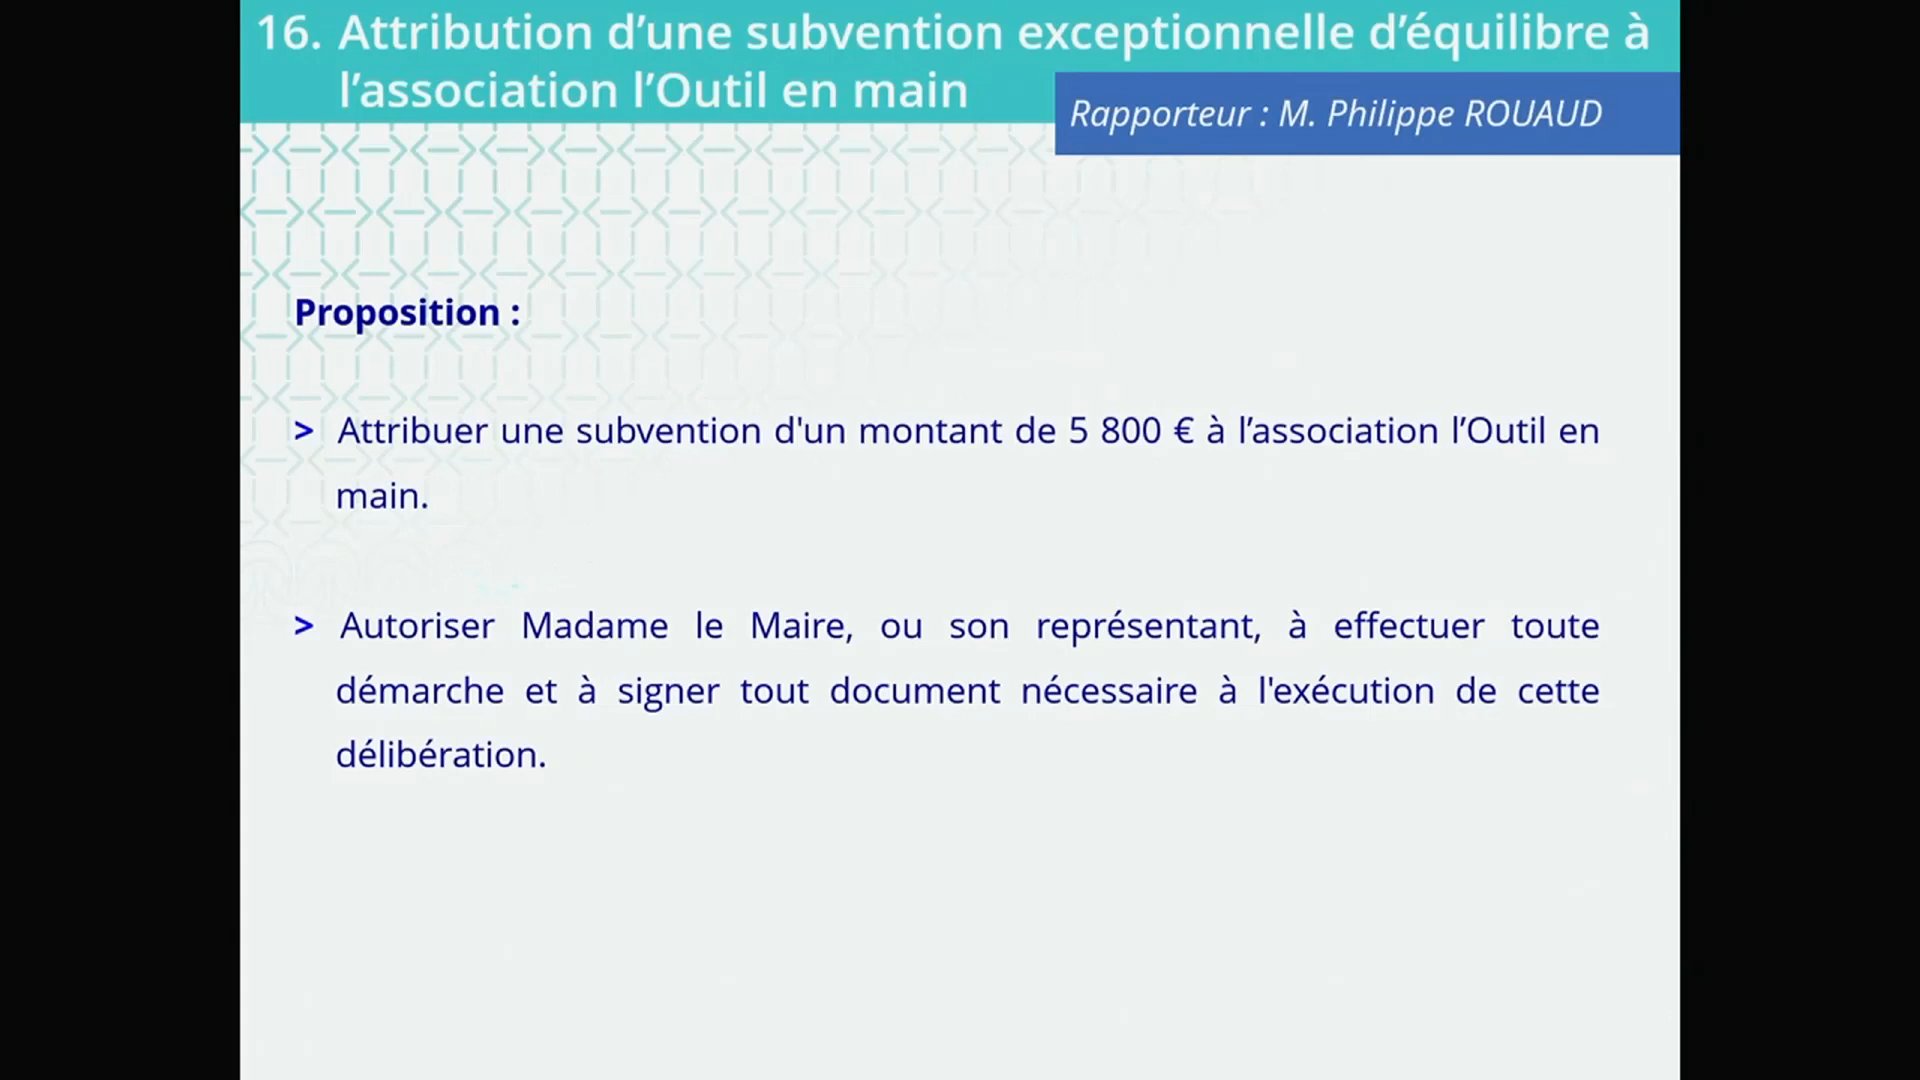 16. Attribution d’une subvention exceptionnelle d’équilibre à
l’association l’Outil en main
Rapporteur : M. Philippe ROUAUD
Proposition :
> Attribuer une subvention d'un montant de 5 800 € à l’association l’Outil en
main.
> Autoriser Madame le Maire, ou son représentant, à effectuer toute
démarche et à signer tout document nécessaire à l'exécution de cette
délibération.